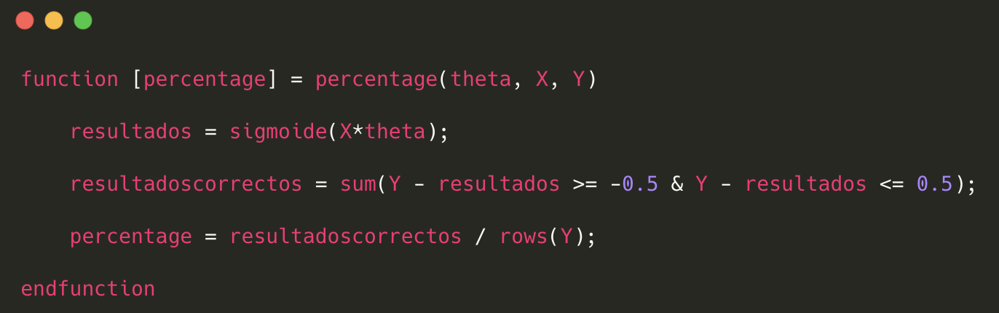 function [percentage] = percentage(theta, X, Y)
resultados = sigmoide(X*theta);
resultadoscorrectos = sum(Y - resultados >= -0.5 & Y - resultados <= 0.5);
percentage = resultadoscorrectos / rows(Y);
endfunction